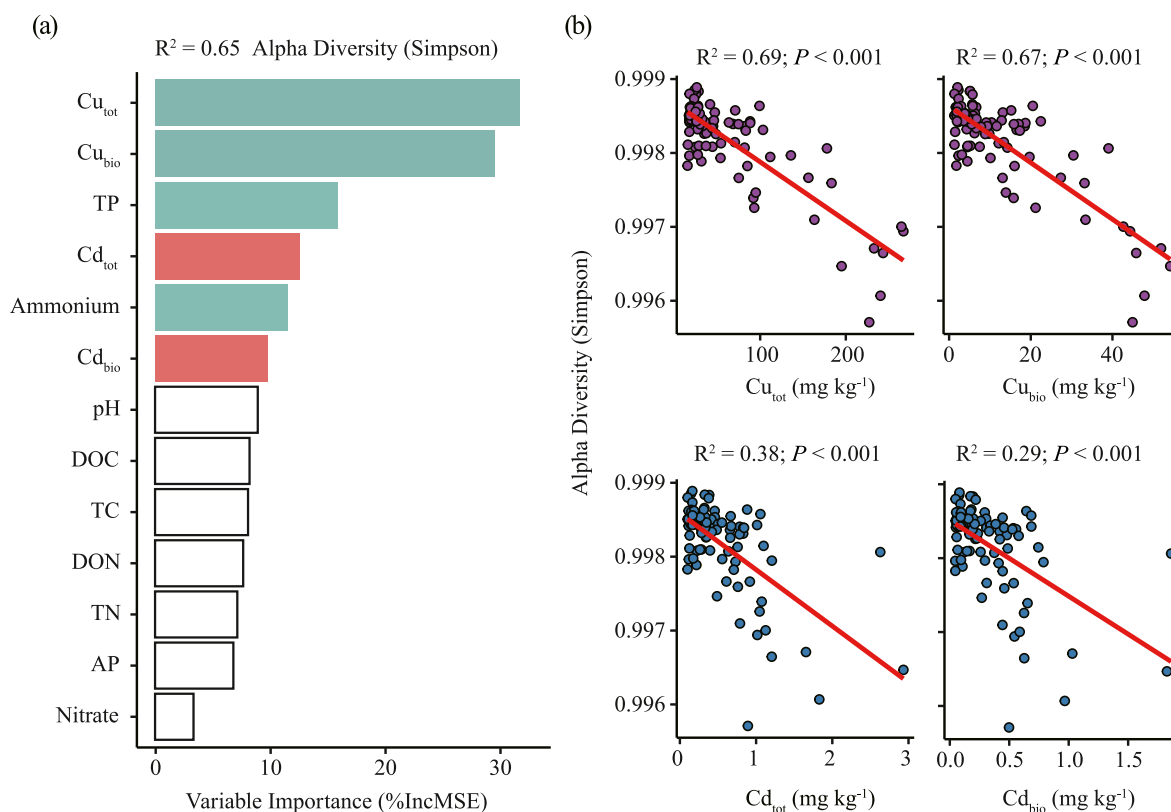 (a)
R² = 0.65 Alpha Diversity (Simpson)
Cu_tot
Cu_bio
TP
Cd_tot
Ammonium
Cd_bio
pH
DOC
TC
DON
TN
AP
Nitrate
0 10 20 30
Variable Importance (%IncMSE)
(b)
Alpha Diversity (Simpson)
R² = 0.69; P < 0.001
0.999
0.998
0.997
0.996
100 200
Cu_tot (mg kg⁻¹)
R² = 0.67; P < 0.001
0 20 40
Cu_bio (mg kg⁻¹)
R² = 0.38; P < 0.001
0.999
0.998
0.997
0.996
0 1 2 3
Cd_tot (mg kg⁻¹)
R² = 0.29; P < 0.001
0.0 0.5 1.0 1.5
Cd_bio (mg kg⁻¹)